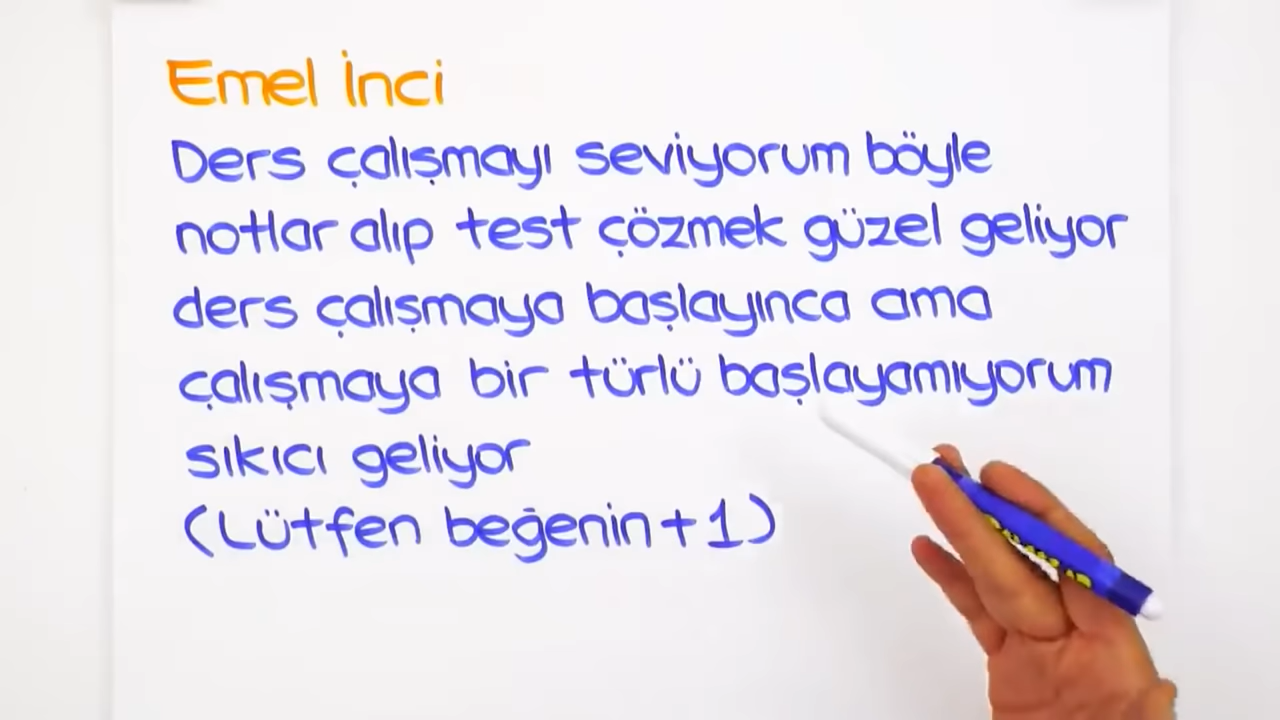 Emel İnci
Ders çalışmayı seviyorum böyle
notlar alıp test çözmek güzel geliyor
ders çalışmaya başlayınca ama
çalışmaya bir türlü başlayamıyorum
sıkıcı geliyor
(Lütfen beğenin+1)